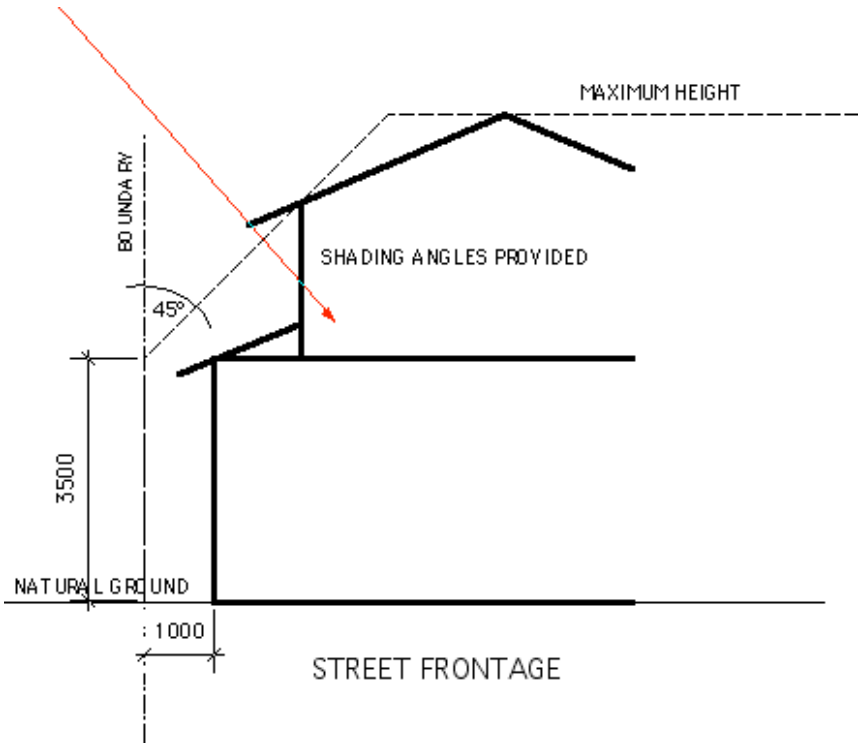 MAXIMUM HEIGHT
BOUNDARY
SHADING ANGLES PROVIDED
45°
3500
NATURAL GROUND
1000
STREET FRONTAGE